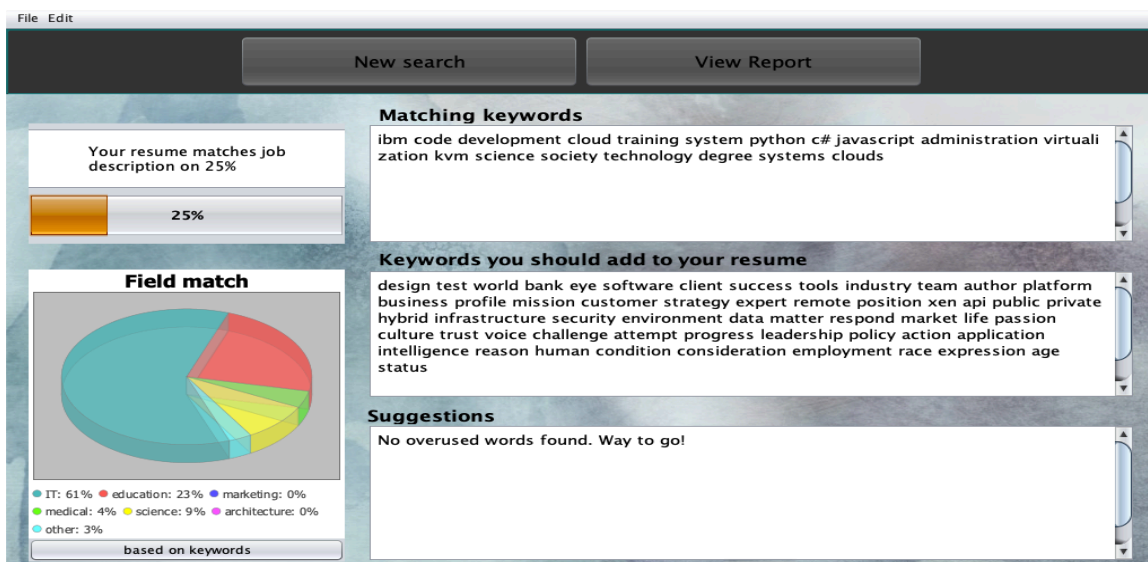 File Edit
New search
View Report
Your resume matches job
description on 25%
25%
Field match
IT: 61% education: 23% marketing: 0%
medical: 4% science: 9% architecture: 0%
other: 3%
based on keywords
Matching keywords
ibm code development cloud training system python c# javascript administration virtuali
zation kvm science society technology degree systems clouds
Keywords you should add to your resume
design test world bank eye software client success tools industry team author platform
business profile mission customer strategy expert remote position xen api public private
hybrid infrastructure security environment data matter respond market life passion
culture trust voice challenge attempt progress leadership policy action application
intelligence reason human condition consideration employment race expression age
status
Suggestions
No overused words found. Way to go!